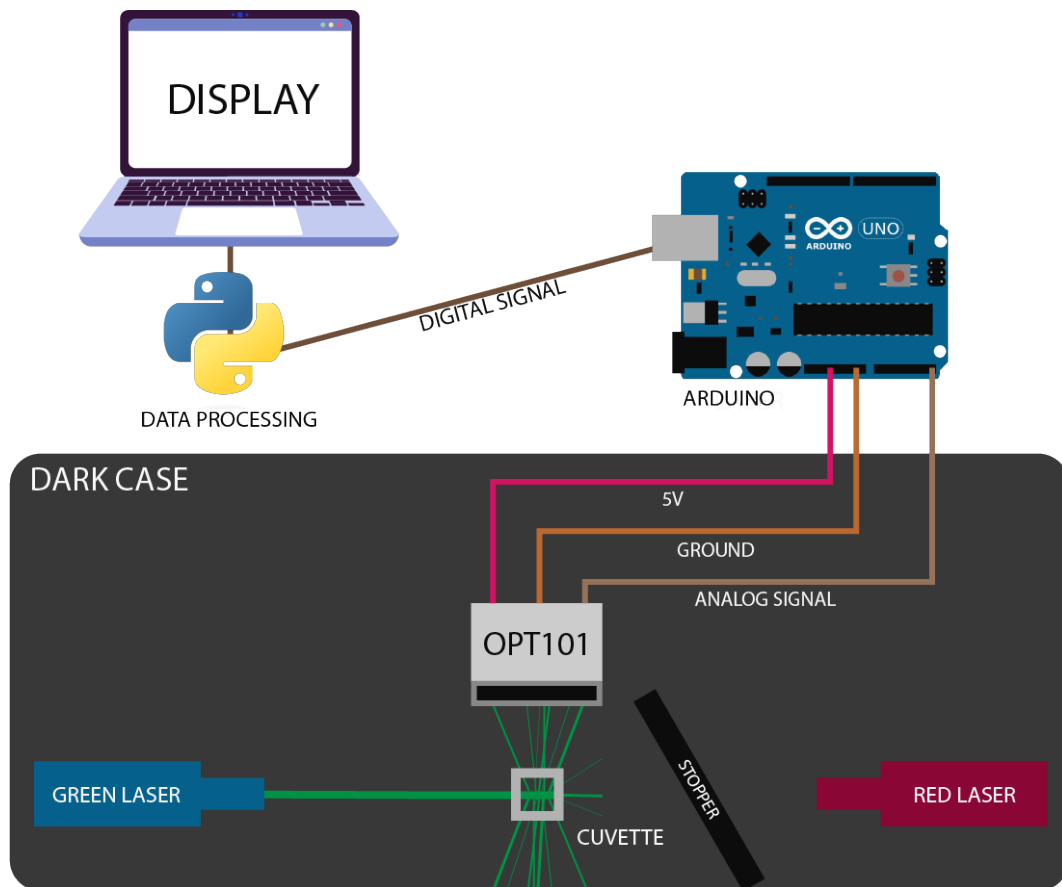 DISPLAY
UNO
ARDUINO
DIGITAL SIGNAL
DATA PROCESSING
ARDUINO
DARK CASE
5V
GROUND
ANALOG SIGNAL
OPT101
GREEN LASER
STOPPER
RED LASER
CUVETTE